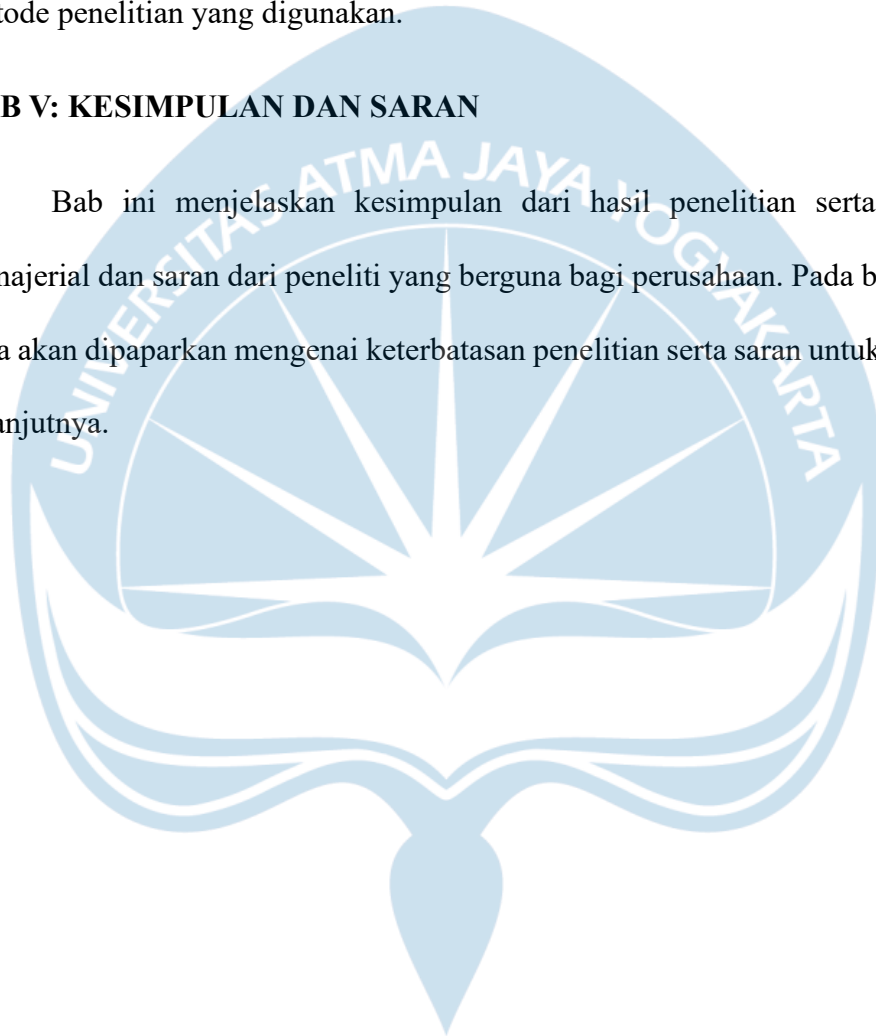 tode penelitian yang digunakan.
B V: KESIMPULAN DAN SARAN
Bab ini menjelaskan kesimpulan dari hasil penelitian serta
najerial dan saran dari peneliti yang berguna bagi perusahaan. Pada b
a akan dipaparkan mengenai keterbatasan penelitian serta saran untuk
anjutnya.
UNIVERSITAS ATMA JAYA YOGYAKARTA